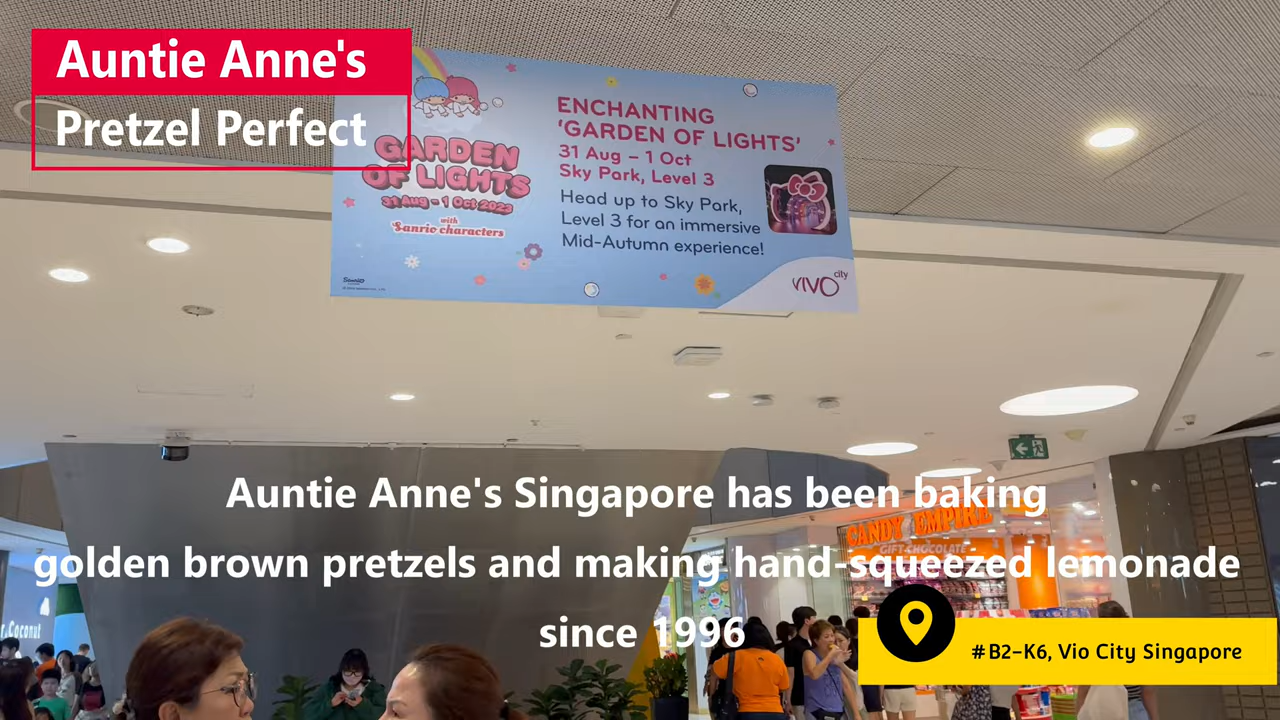 Auntie Anne's
Pretzel Perfect
GARDEN
OF LIGHTS
31 Aug - 1 Oct 2023
with
Sanrio characters
ENCHANTING
'GARDEN OF LIGHTS'
31 Aug – 1 Oct
Sky Park, Level 3
Head up to Sky Park,
Level 3 for an immersive
Mid-Autumn experience!
VIVO city
Auntie Anne's Singapore has been baking
golden brown pretzels and making hand-squeezed lemonade
since 1996
CANDY EMPIRE
GIFT·CHOCOLATE
r.Coconut
#B2-K6, Vio City Singapore